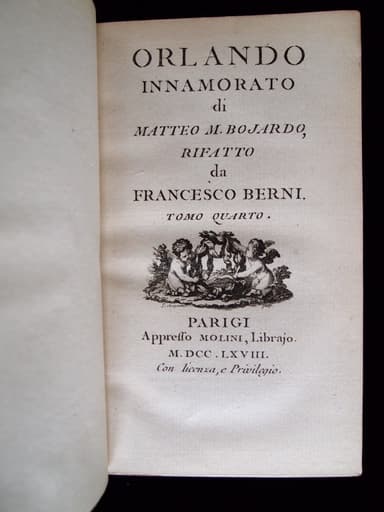 ORLANDO
INNAMORATO
di
MATTEO M. BOJARDO,
RIFATTO
da
FRANCESCO BERNI.
TOMO QUARTO.
PARIGI
Appresso MOLINI, Librajo.
M. DCC. LXVIII.
Con licenza, e Privilegio.